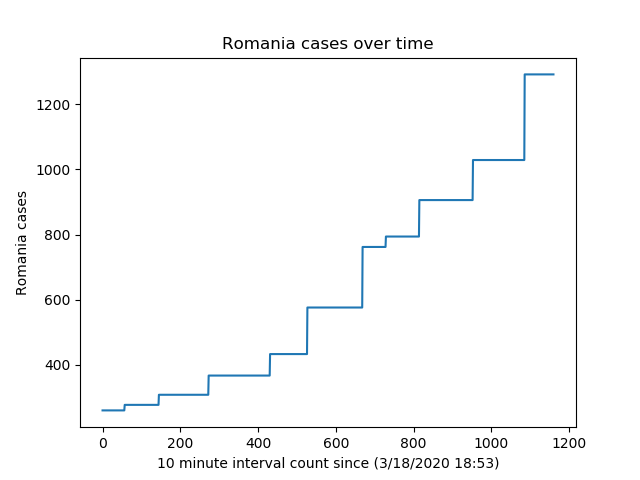 Romania cases over time
1200
1000
800
600
400
Romania cases
0 200 400 600 800 1000 1200
10 minute interval count since (3/18/2020 18:53)